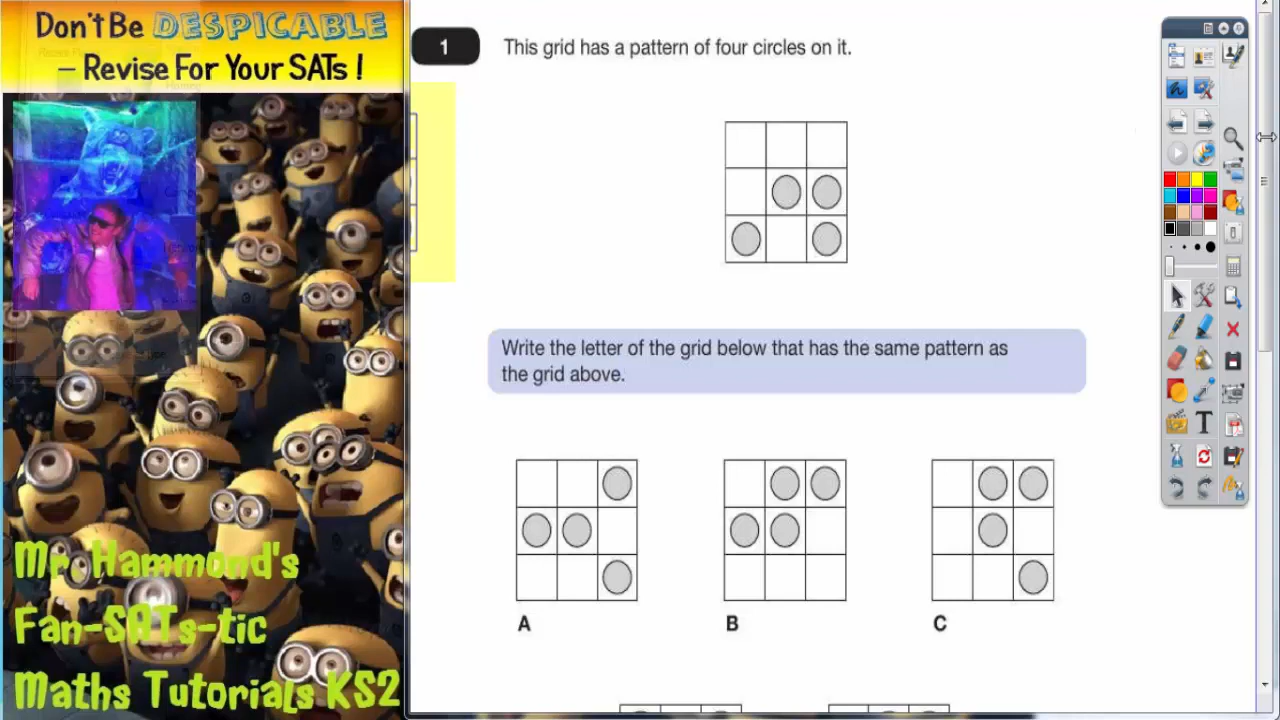 Don't Be DESPICABLE
– Revise For Your SATs !
1
This grid has a pattern of four circles on it.
Write the letter of the grid below that has the same pattern as
the grid above.
A
B
C
Mr. Hammond's
Fan-SATs-tic
Maths Tutorials KS2